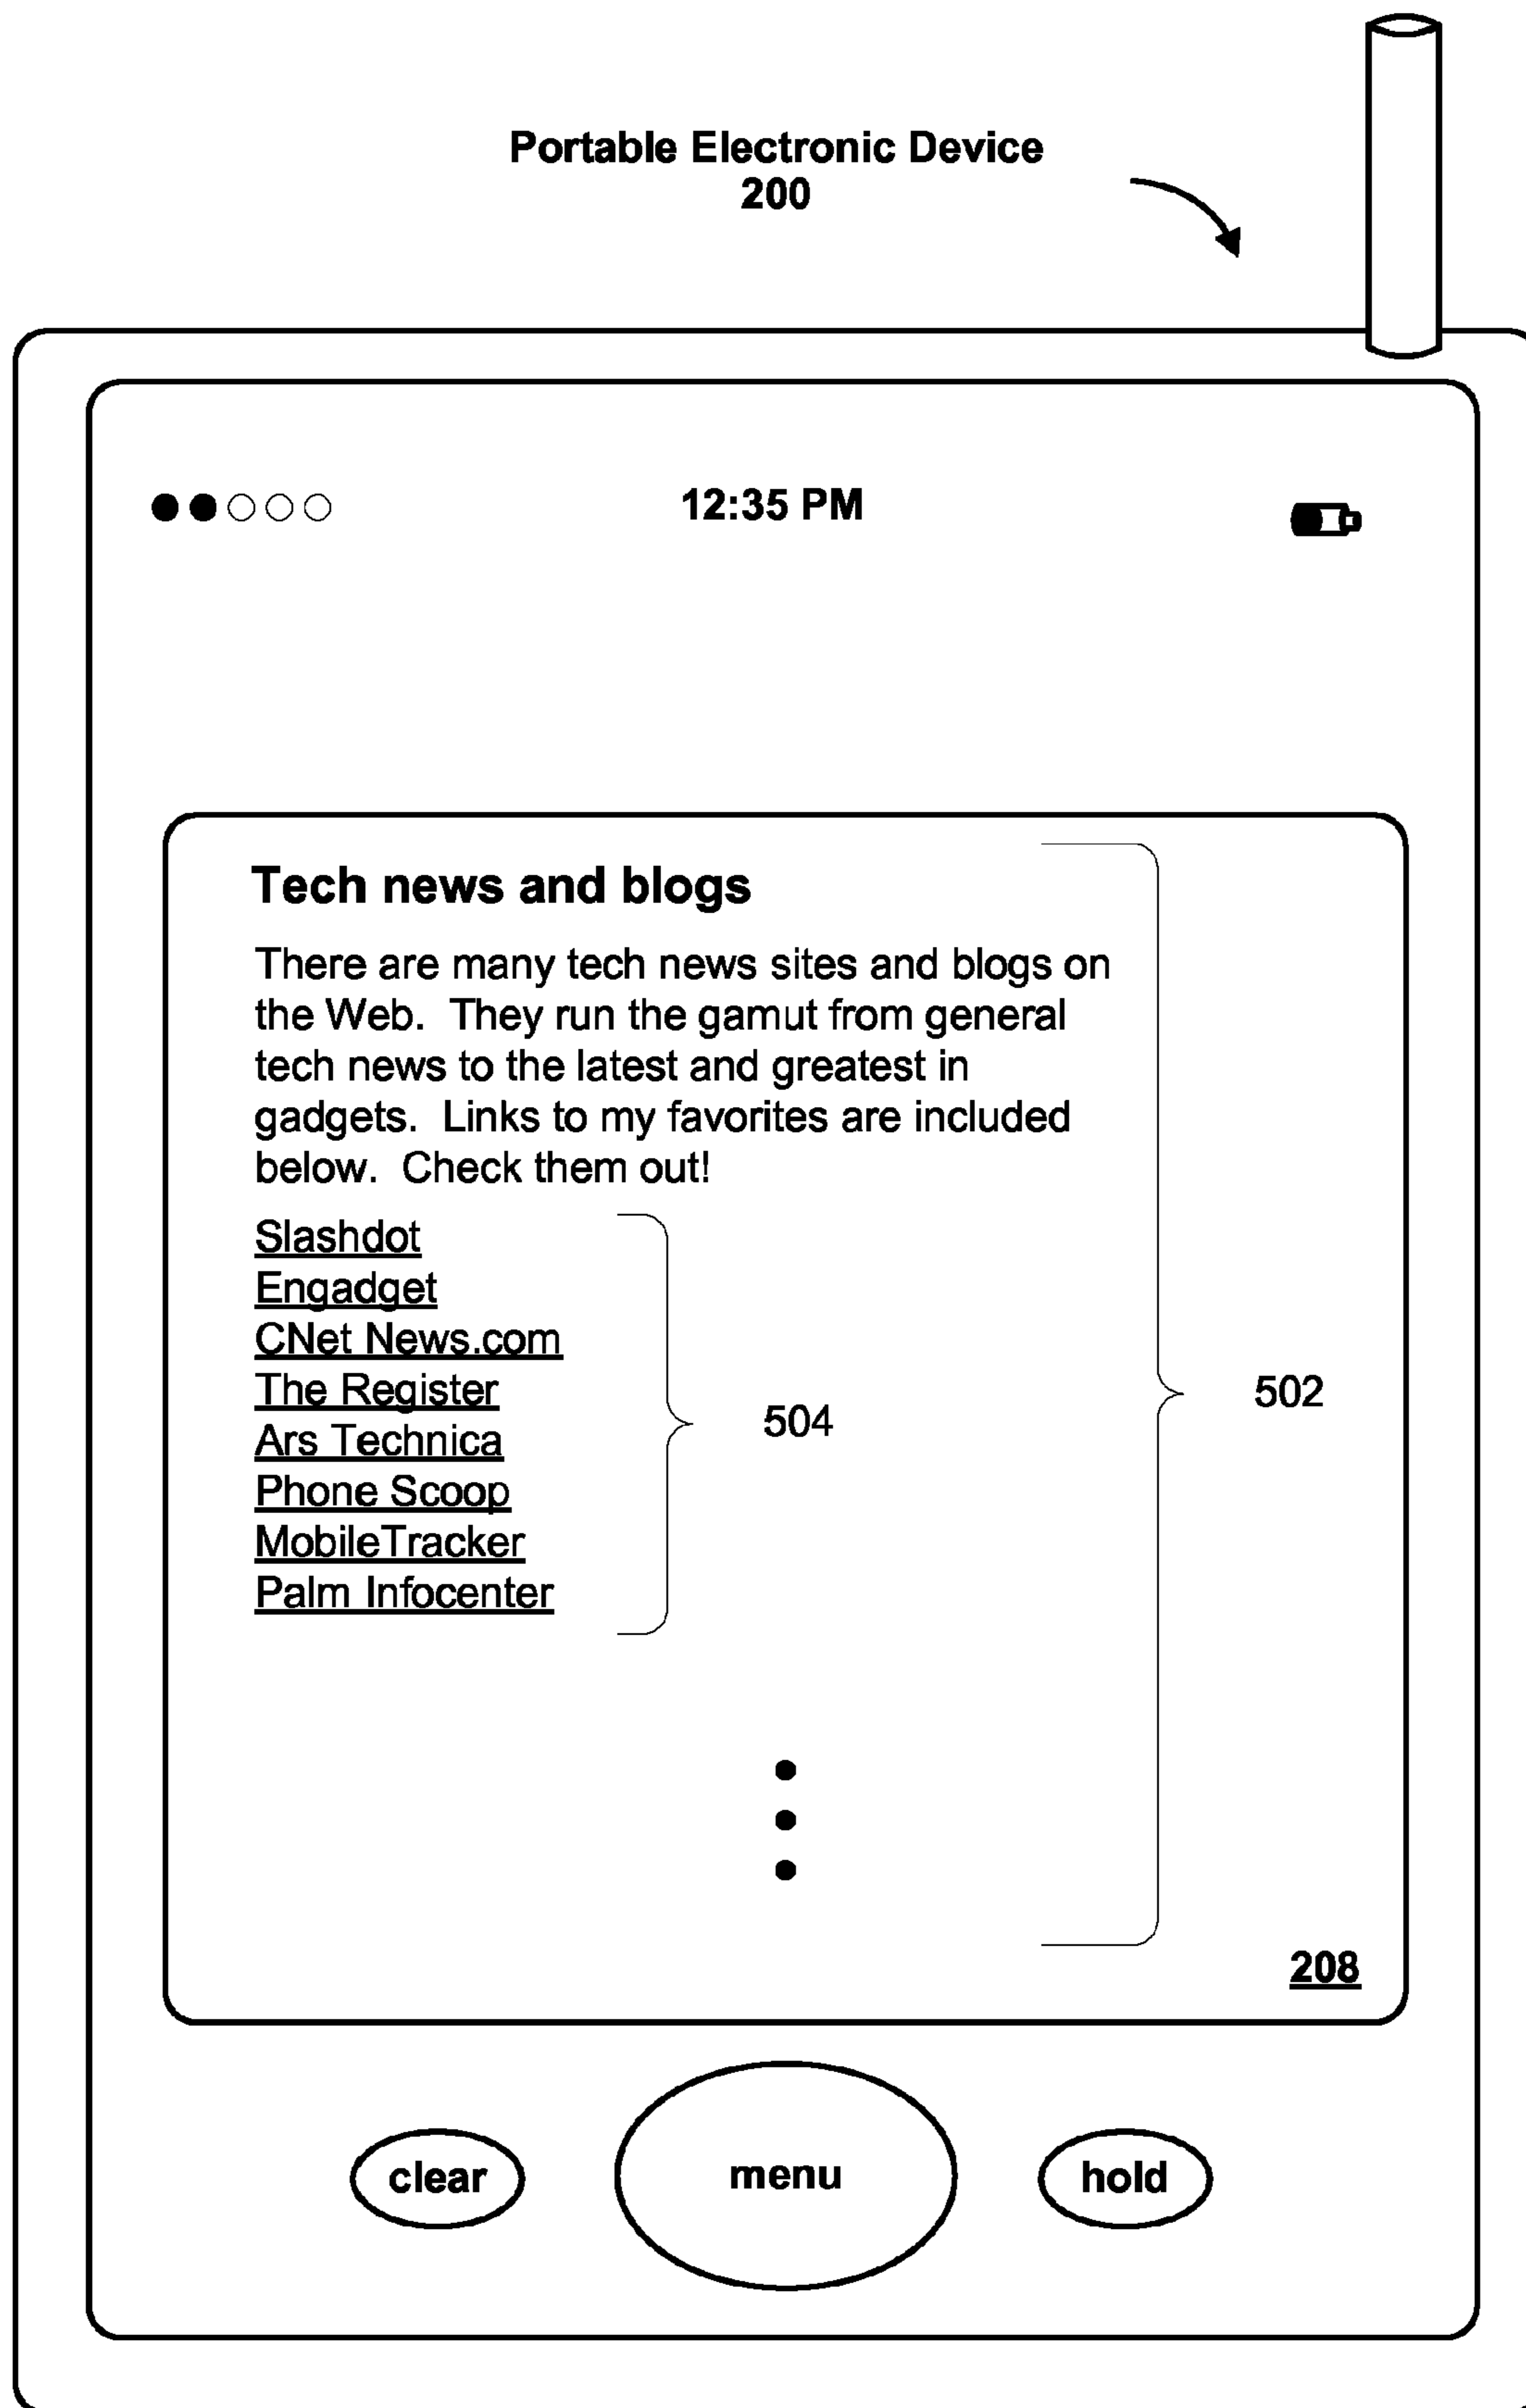 Portable Electronic Device
200
12:35 PM
Tech news and blogs
There are many tech news sites and blogs on
the Web.  They run the gamut from general
tech news to the latest and greatest in
gadgets.  Links to my favorites are included
below.  Check them out!
Slashdot
Engadget
CNet News.com
The Register
Ars Technica
Phone Scoop
MobileTracker
Palm Infocenter
504
502
208
clear
menu
hold